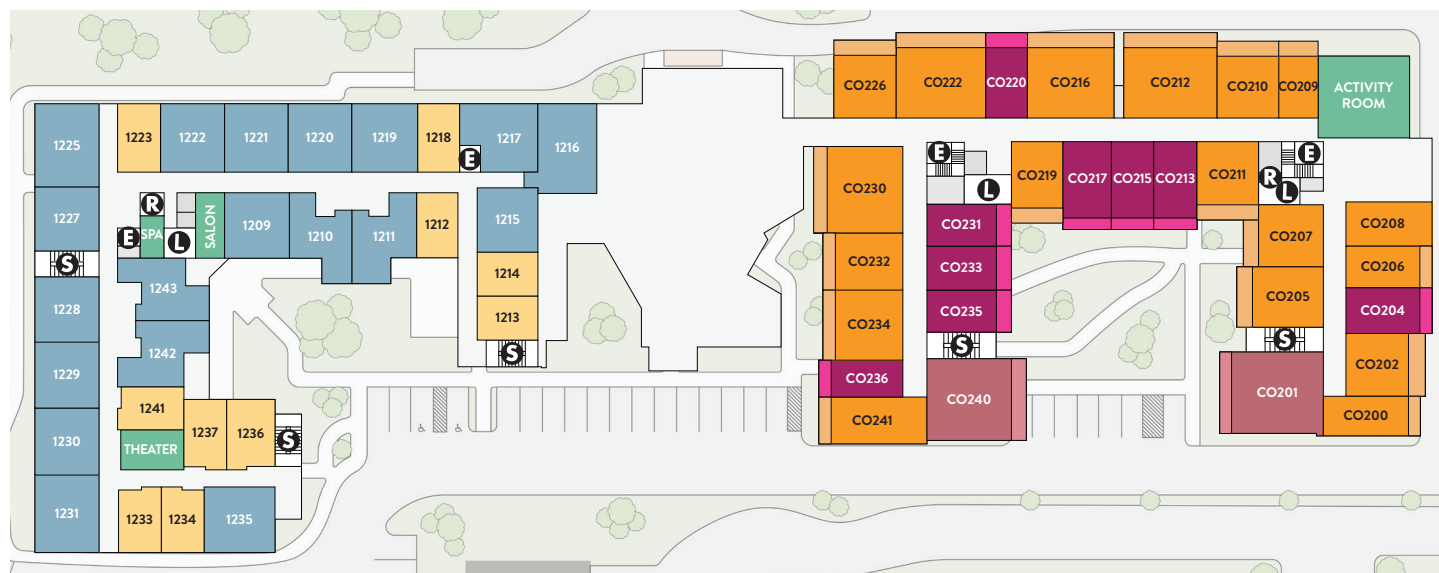 CO226
CO222
CO220
CO216
CO212
CO210
CO209
ACTIVITY
ROOM
1225
1223
1222
1221
1220
1219
1218
E
1217
1216
E
L
CO219
CO217
CO215
CO213
CO211
R
L
E
1227
R
SPA
E
L
SALON
1209
1210
1211
1212
1215
CO230
CO231
CO207
CO208
S
1243
1214
CO232
CO233
CO206
1228
1242
1213
CO234
CO235
CO205
CO204
S
S
S
1229
1241
CO236
CO240
CO201
CO202
1230
THEATER
1237
1236
S
CO241
CO200
1231
1233
1234
1235